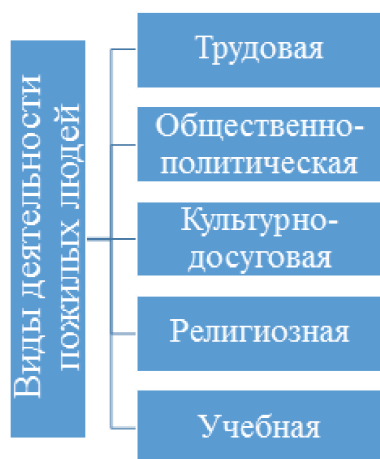 Виды деятельности
пожилых людей
Трудовая
Общественно-
политическая
Культурно-
досуговая
Религиозная
Учебная